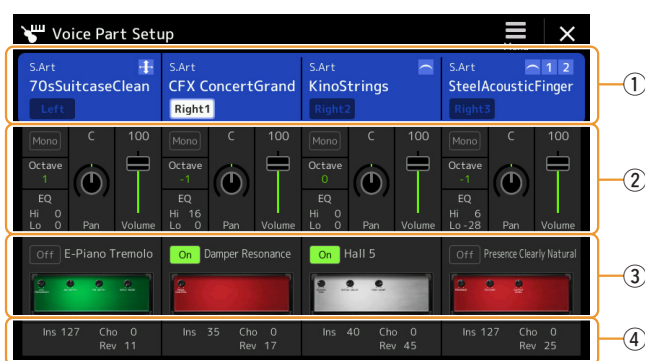 Voice Part Setup
S.Art S.Art S.Art S.Art 1 2
70sSuitcaseClean CFX ConcertGrand KinoStrings SteelAcousticFinger
Left Right1 Right2 Right3
①
Mono C 100 Mono C 100 Mono C 100 Mono C 100
Octave Octave Octave Octave
1 -1 0 -1
EQ EQ EQ EQ
Hi 0 Hi 16 Hi 0 Hi 6
Lo 0 Pan Volume Lo 0 Pan Volume Lo 0 Pan Volume Lo -28 Pan Volume
②
Off E-Piano Tremolo On Damper Resonance On Hall 5 Off Presence Clearly Natural
③
Ins 127 Cho 0 Ins 35 Cho 0 Ins 40 Cho 0 Ins 127 Cho 0
Rev 11 Rev 17 Rev 45 Rev 25
④